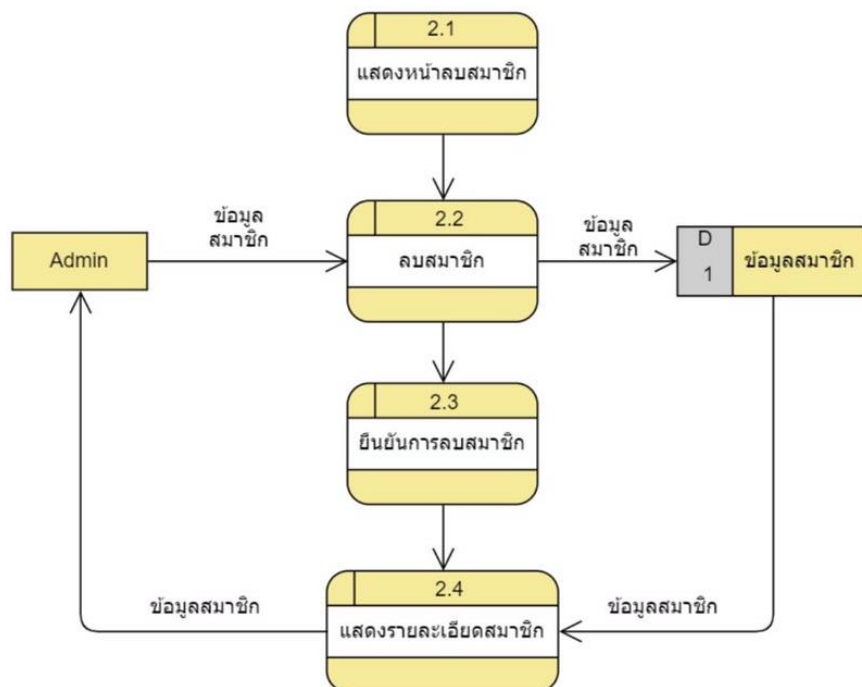 2.1
แสดงหน้าลบสมาชิก
ข้อมูล
สมาชิก
2.2
ข้อมูล
สมาชิก
Admin
ลบสมาชิก
D
1
ข้อมูลสมาชิก
2.3
ยืนยันการลบสมาชิก
2.4
ข้อมูลสมาชิก
ข้อมูลสมาชิก
แสดงรายละเอียดสมาชิก